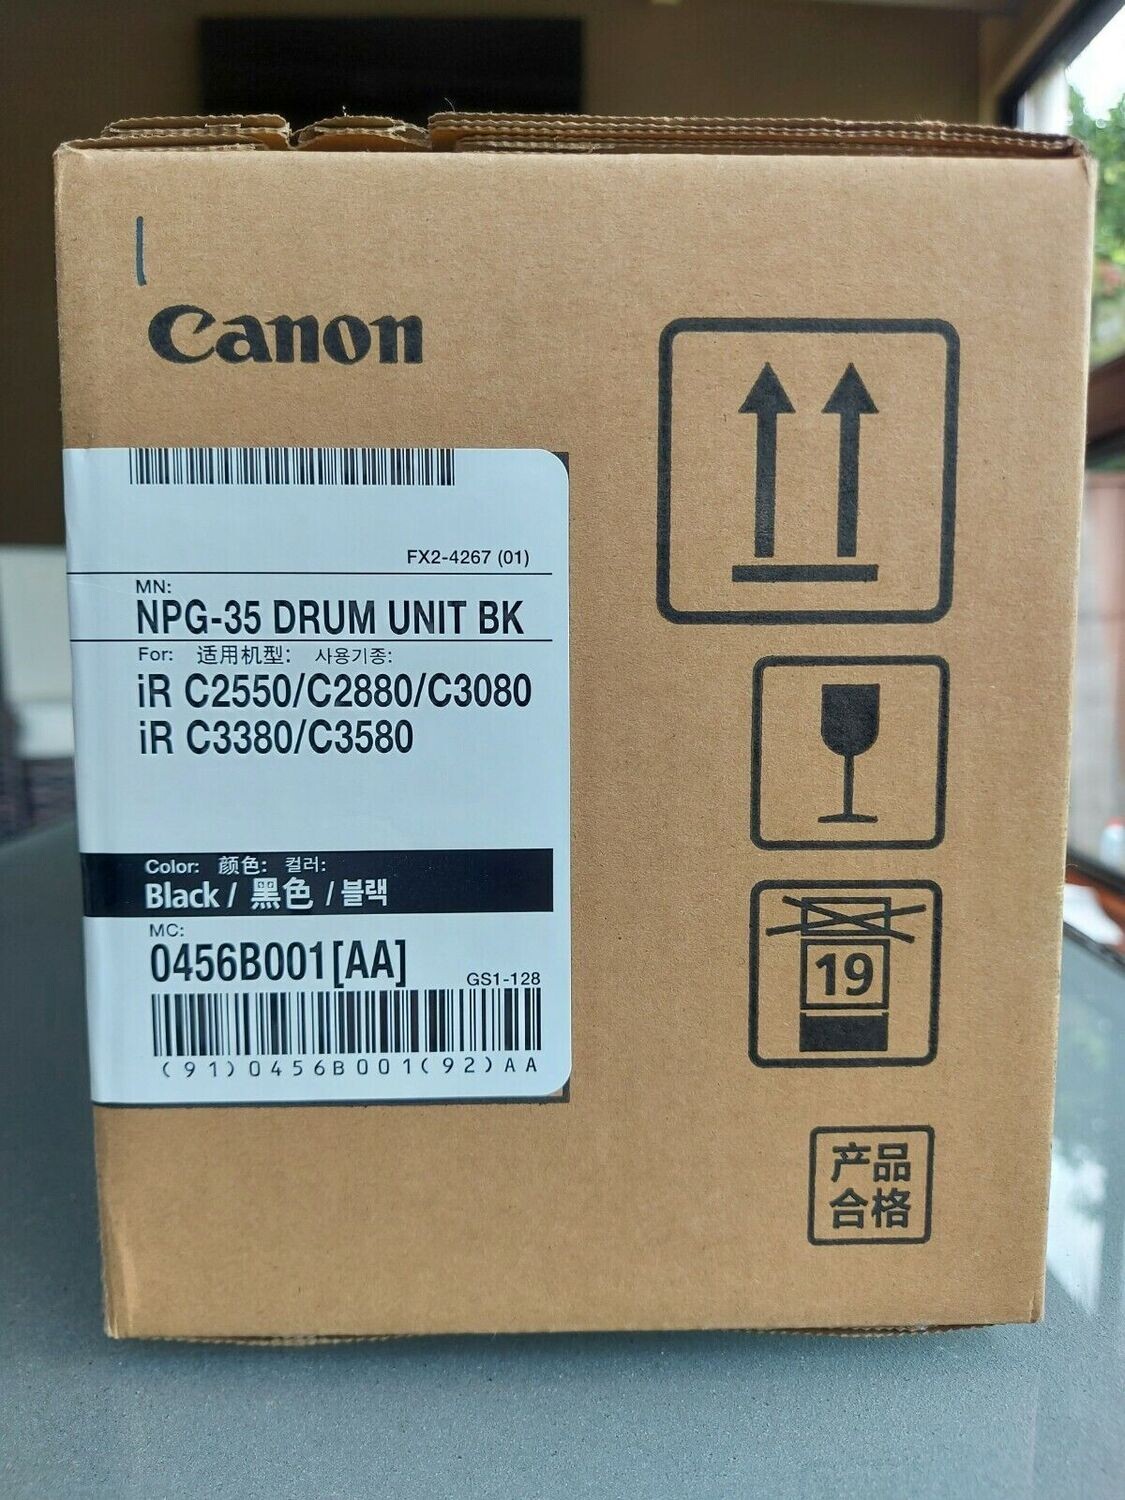 Canon
FX2-4267 (01)
MN:
NPG-35 DRUM UNIT BK
For: 适用机型: 사용기종:
iR C2550/C2880/C3080
iR C3380/C3580
Color: 颜色: 컬러:
Black / 黑色 / 블랙
MC:
0456B001[AA]
GS1-128
(91)0456B001(92)AA
19
产品
合格